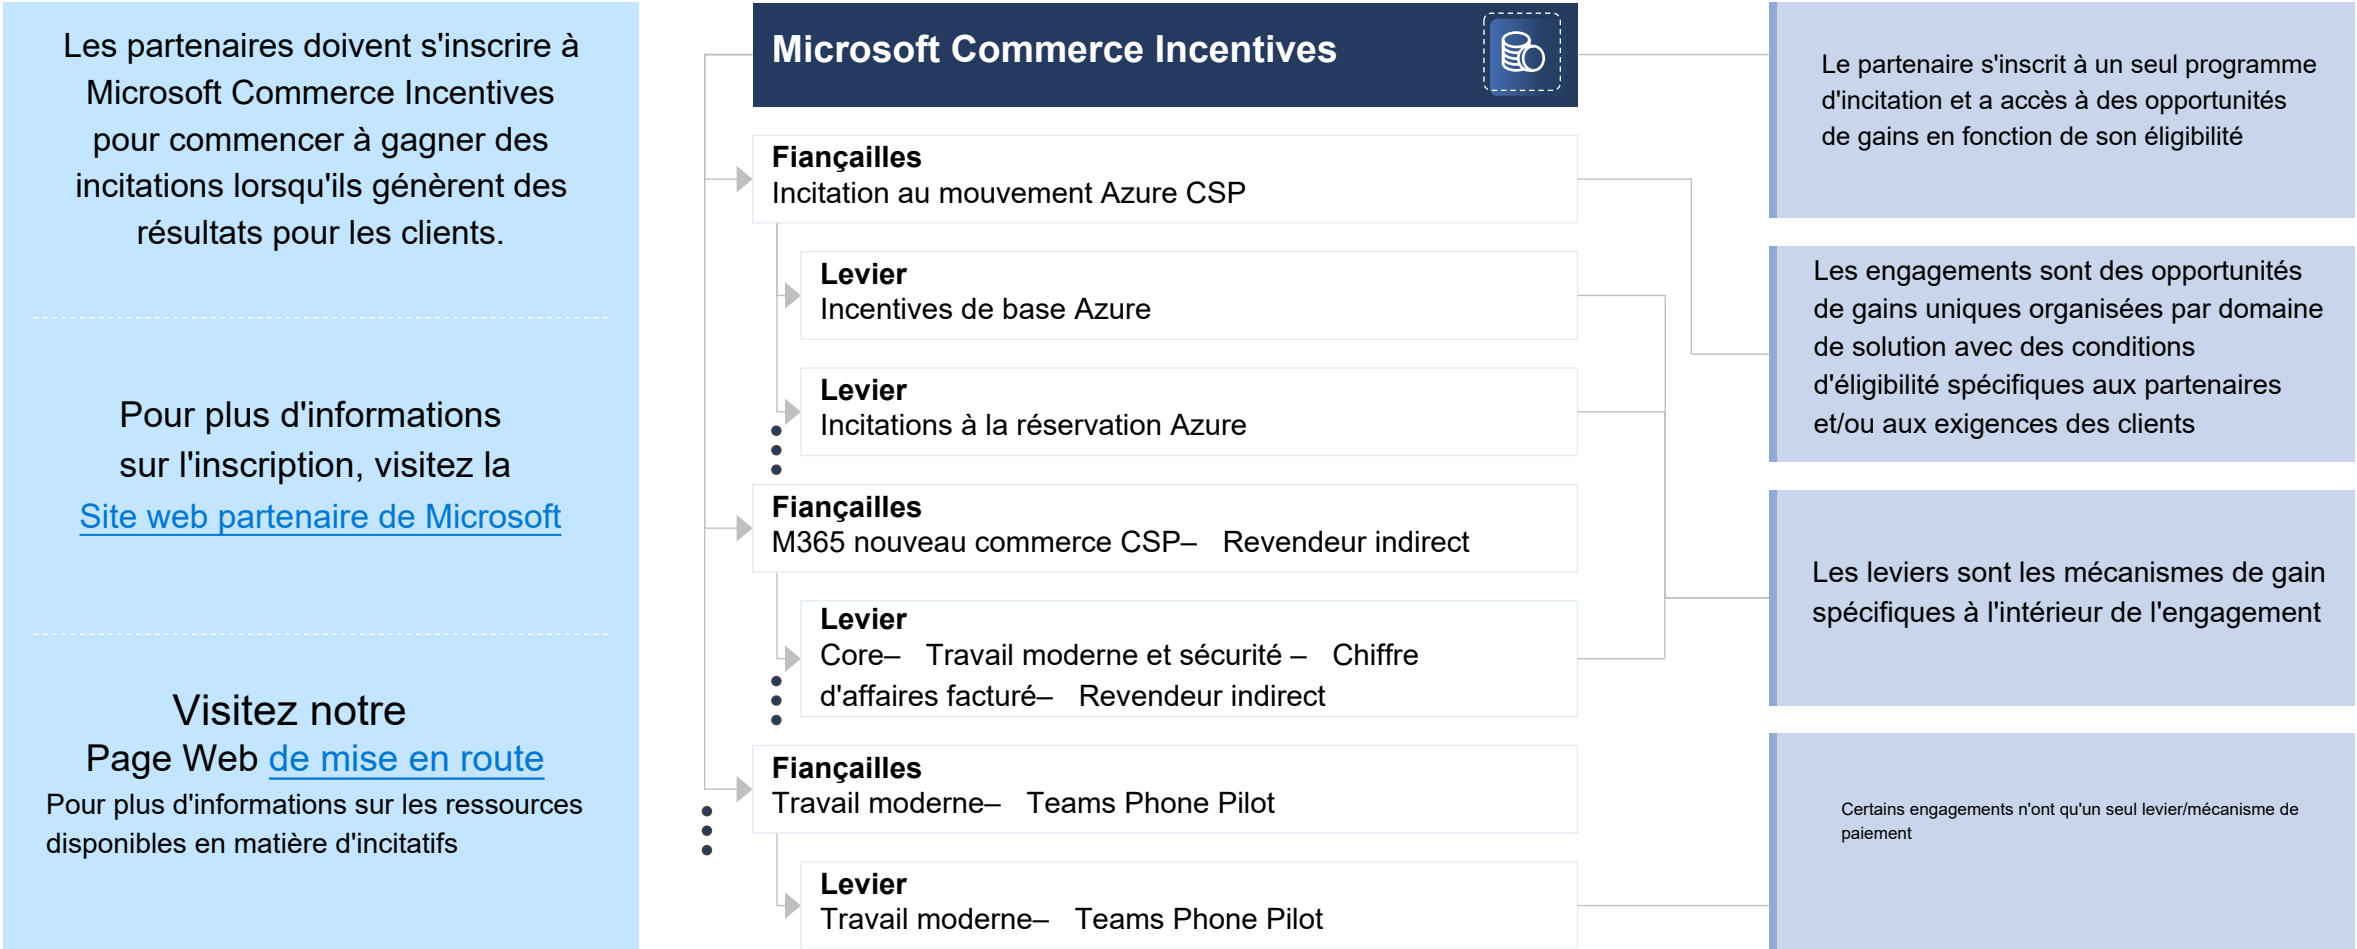 Les partenaires doivent s'inscrire à
Microsoft Commerce Incentives
pour commencer à gagner des
incitations lorsqu'ils génèrent des
résultats pour les clients.
Pour plus d'informations
sur l'inscription, visitez la
Site web partenaire de Microsoft
Visitez notre
Page Web de mise en route
Pour plus d'informations sur les ressources
disponibles en matière d'incitatifs
Microsoft Commerce Incentives
Fiançailles
Incitation au mouvement Azure CSP
Levier
Incentives de base Azure
Levier
Incitations à la réservation Azure
Fiançailles
M365 nouveau commerce CSP– Revendeur indirect
Levier
Core– Travail moderne et sécurité – Chiffre
d'affaires facturé– Revendeur indirect
Fiançailles
Travail moderne– Teams Phone Pilot
Levier
Travail moderne– Teams Phone Pilot
Le partenaire s'inscrit à un seul programme
d'incitation et a accès à des opportunités
de gains en fonction de son éligibilité
Les engagements sont des opportunités
de gains uniques organisées par domaine
de solution avec des conditions
d'éligibilité spécifiques aux partenaires
et/ou aux exigences des clients
Les leviers sont les mécanismes de gain
spécifiques à l'intérieur de l'engagement
Certains engagements n'ont qu'un seul levier/mécanisme de
paiement